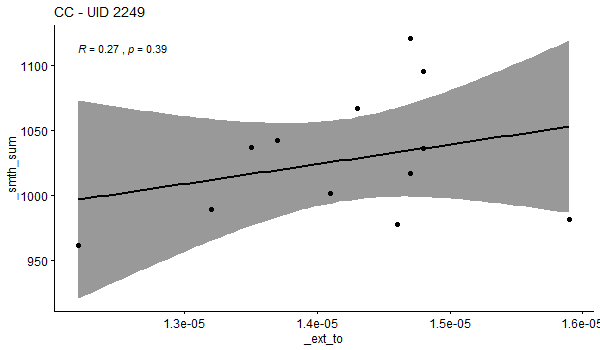 CC - UID 2249
R = 0.27 , p = 0.39
1100
1050
1000
950
_smth_sum
1.3e-05 1.4e-05 1.5e-05 1.6e-05
_ext_to